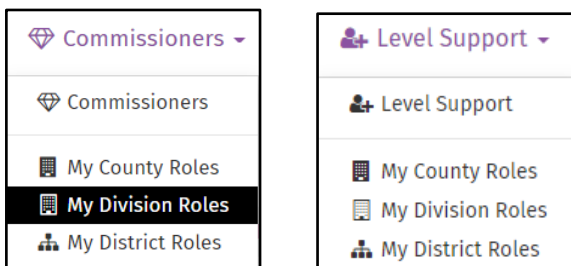 Commissioners
Commissioners
My County Roles
My Division Roles
My District Roles
Level Support
Level Support
My County Roles
My Division Roles
My District Roles